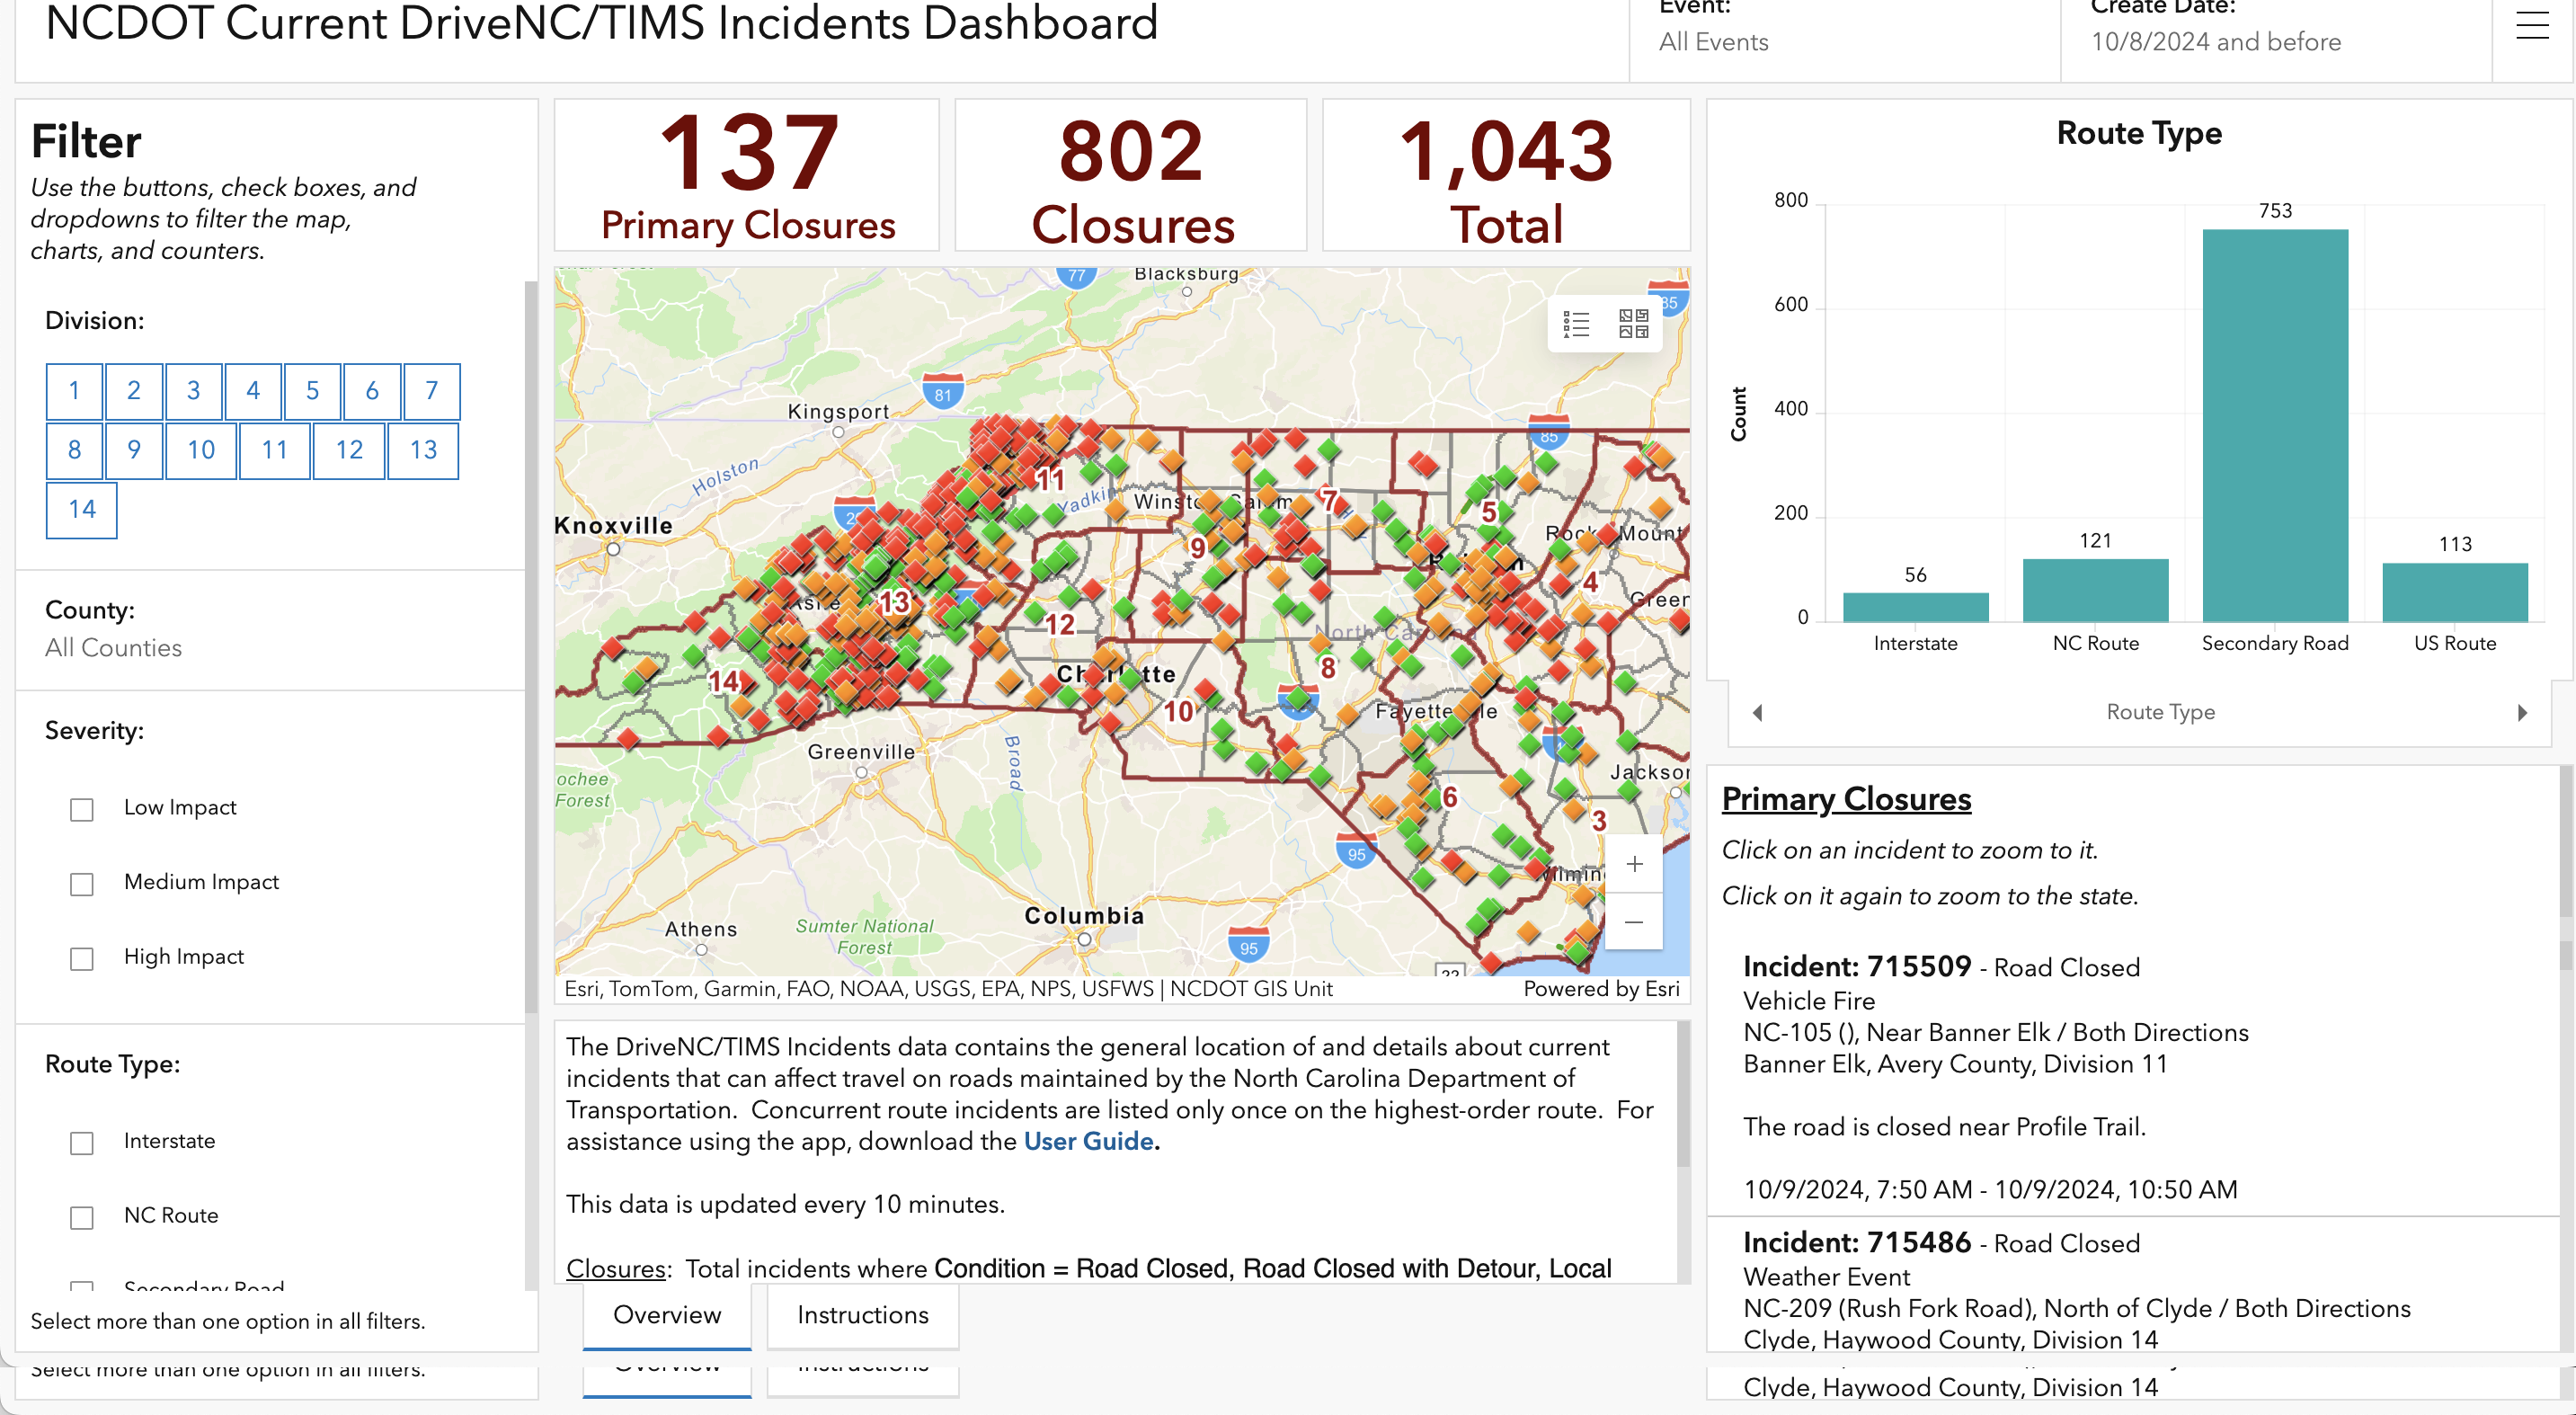 NCDOT Current DriveNC/TIMS Incidents Dashboard
Event:
All Events
Create Date:
10/8/2024 and before
Filter
Use the buttons, check boxes, and
dropdowns to filter the map,
charts, and counters.
Division:
1 2 3 4 5 6 7
8 9 10 11 12 13
14
County:
All Counties
Severity:
Low Impact
Medium Impact
High Impact
Route Type:
Interstate
NC Route
Secondary Road
Select more than one option in all filters.
Select more than one option in all filters.
137
Primary Closures
802
Closures
1,043
Total
77
Blacksburg
85
81
Kingsport
85
Holston
11
Yadkin
7
5
Knoxville
9
4
13
12
8
14
10
Greenville
Broad
6
3
95
Columbia
Athens
Sumter National
Forest
95
Esri, TomTom, Garmin, FAO, NOAA, USGS, EPA, NPS, USFWS | NCDOT GIS Unit
Powered by Esri
The DriveNC/TIMS Incidents data contains the general location of and details about current
incidents that can affect travel on roads maintained by the North Carolina Department of
Transportation. Concurrent route incidents are listed only once on the highest-order route. For
assistance using the app, download the User Guide.
This data is updated every 10 minutes.
Closures: Total incidents where Condition = Road Closed, Road Closed with Detour, Local
Overview
Instructions
Overview
Instructions
Route Type
800
753
600
400
200
121
113
56
0
Count
Interstate
NC Route
Secondary Road
US Route
Route Type
Primary Closures
Click on an incident to zoom to it.
Click on it again to zoom to the state.
Incident: 715509 - Road Closed
Vehicle Fire
NC-105 (), Near Banner Elk / Both Directions
Banner Elk, Avery County, Division 11
The road is closed near Profile Trail.
10/9/2024, 7:50 AM - 10/9/2024, 10:50 AM
Incident: 715486 - Road Closed
Weather Event
NC-209 (Rush Fork Road), North of Clyde / Both Directions
Clyde, Haywood County, Division 14
Clyde, Haywood County, Division 14